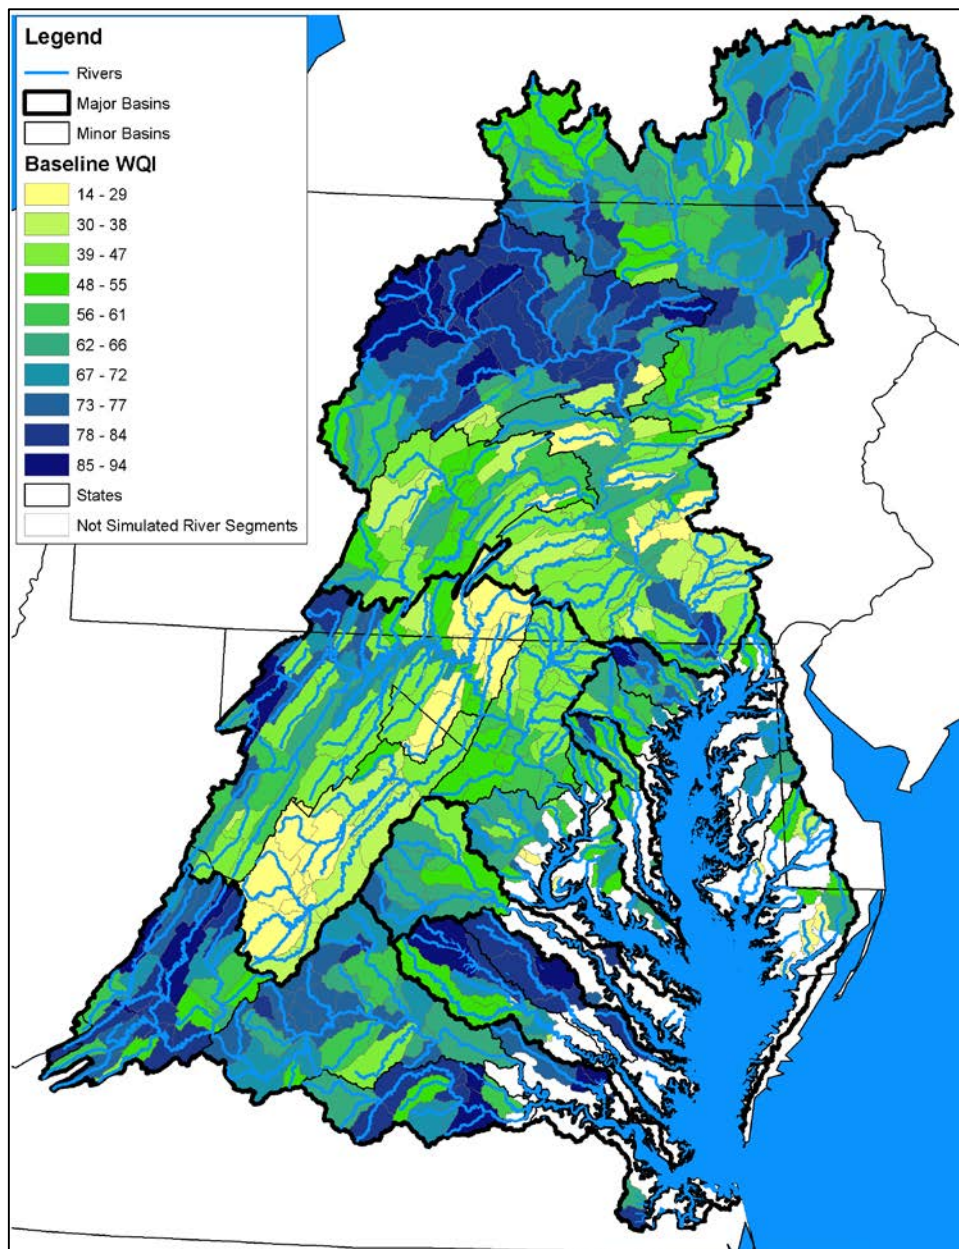 Legend
Rivers
Major Basins
Minor Basins
Baseline WQI
14 - 29
30 - 38
39 - 47
48 - 55
56 - 61
62 - 66
67 - 72
73 - 77
78 - 84
85 - 94
States
Not Simulated River Segments